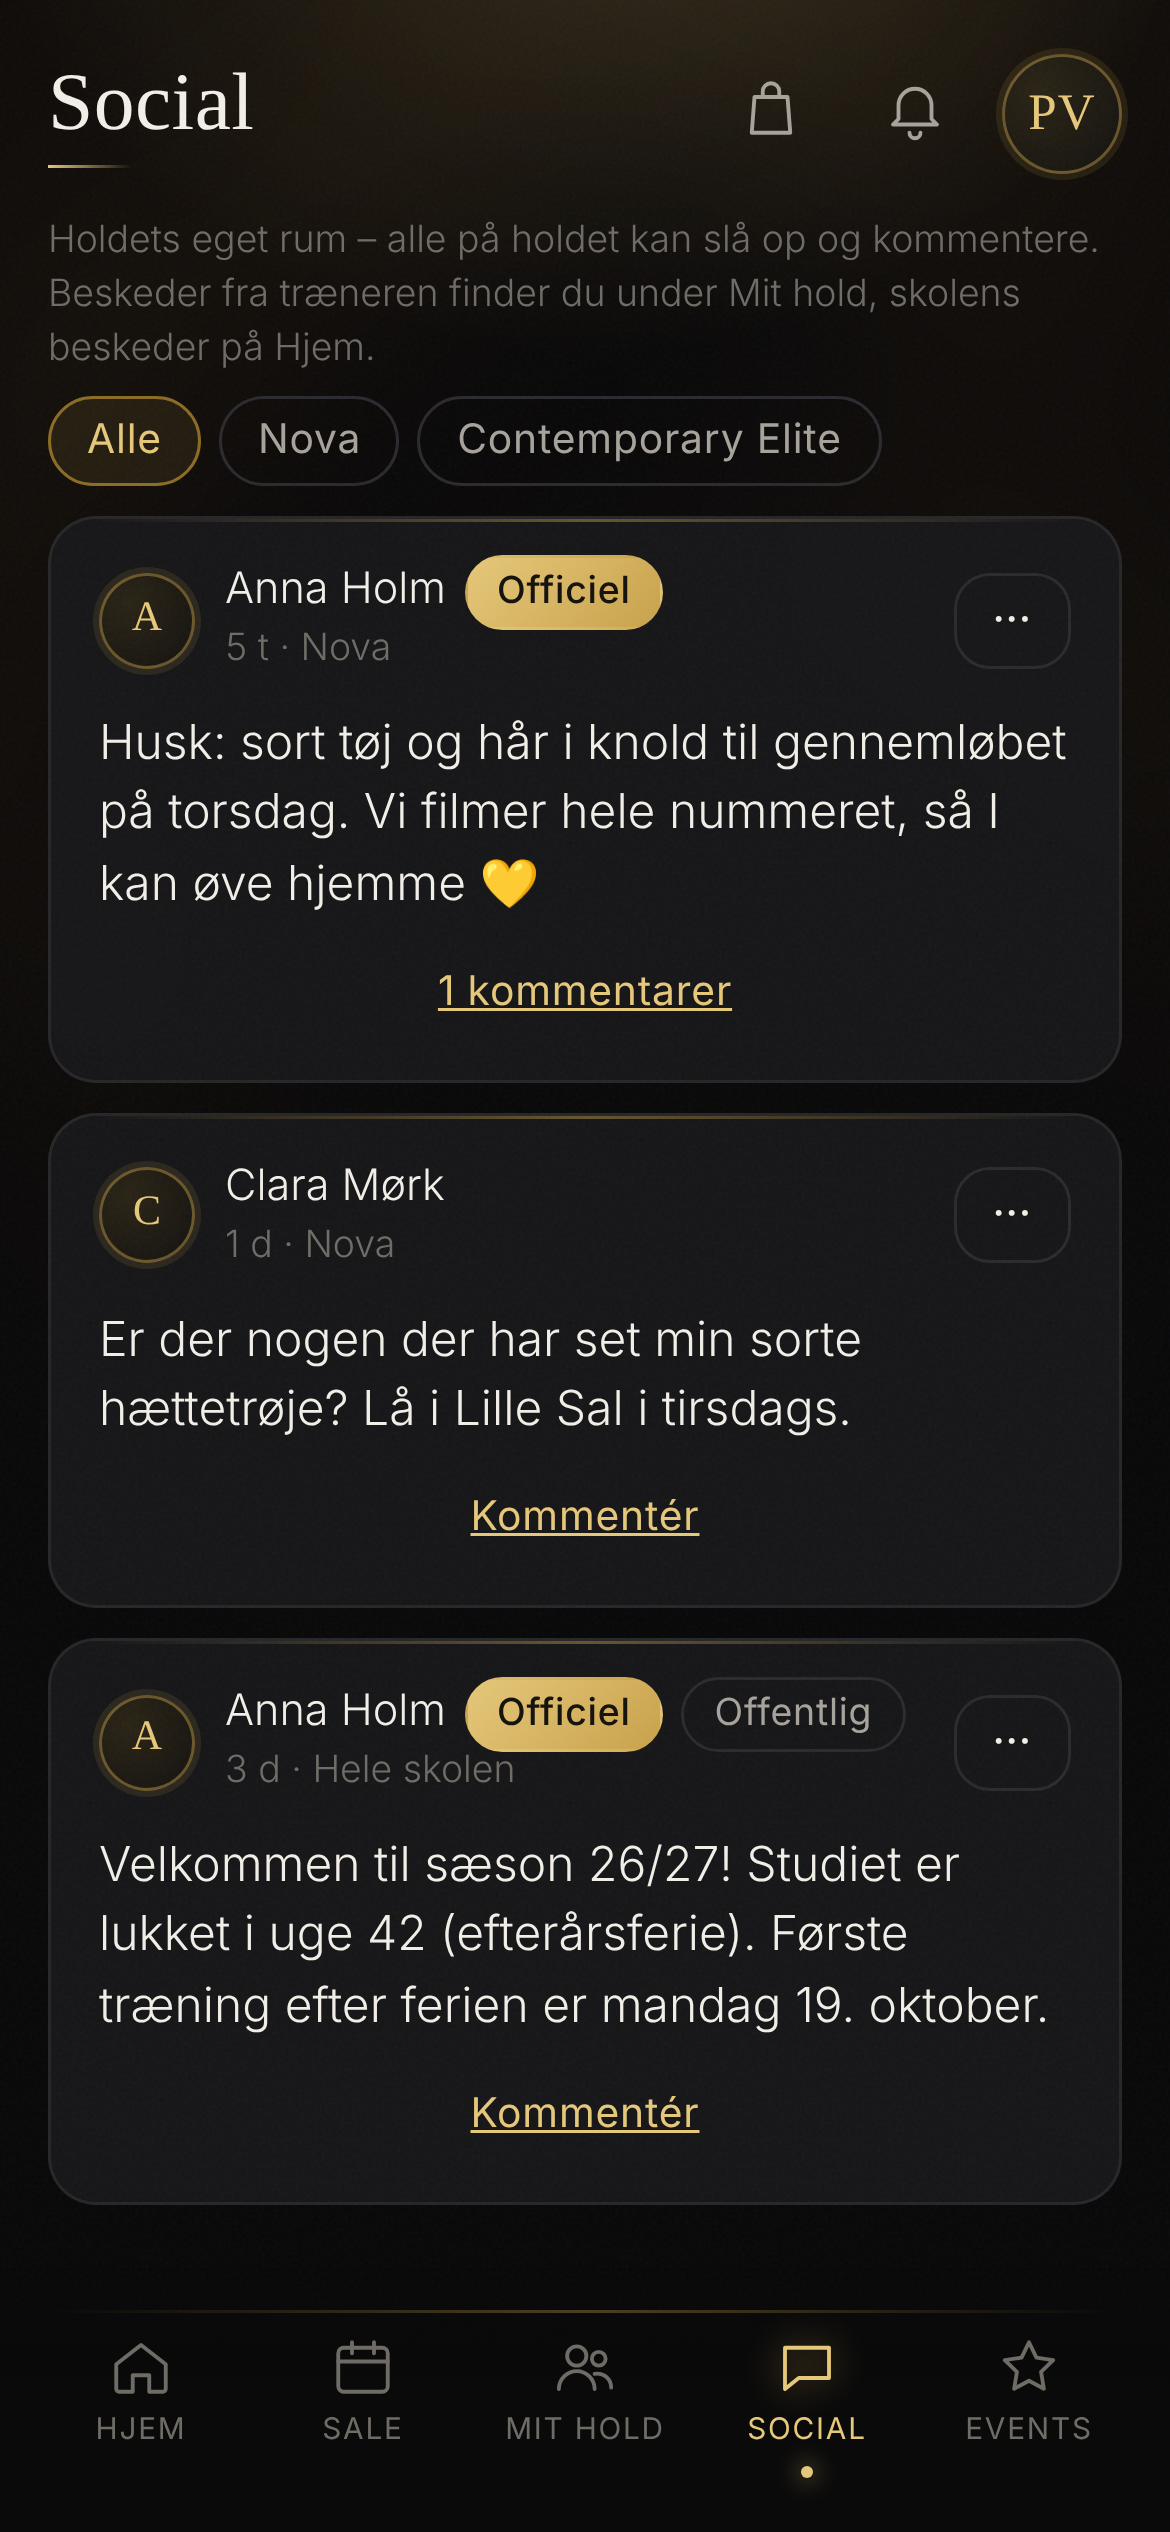 Social
PV
Holdets eget rum – alle på holdet kan slå op og kommentere.
Beskeder fra træneren finder du under Mit hold, skolens
beskeder på Hjem.
Alle
Nova
Contemporary Elite
A
Anna Holm
Officiel
5 t · Nova
...
Husk: sort tøj og hår i knold til gennemløbet
på torsdag. Vi filmer hele nummeret, så I
kan øve hjemme 💛
1 kommentarer
C
Clara Mørk
1 d · Nova
...
Er der nogen der har set min sorte
hættetrøje? Lå i Lille Sal i tirsdags.
Kommentér
A
Anna Holm
Officiel
Offentlig
3 d · Hele skolen
...
Velkommen til sæson 26/27! Studiet er
lukket i uge 42 (efterårsferie). Første
træning efter ferien er mandag 19. oktober.
Kommentér
HJEM
SALE
MIT HOLD
SOCIAL
EVENTS